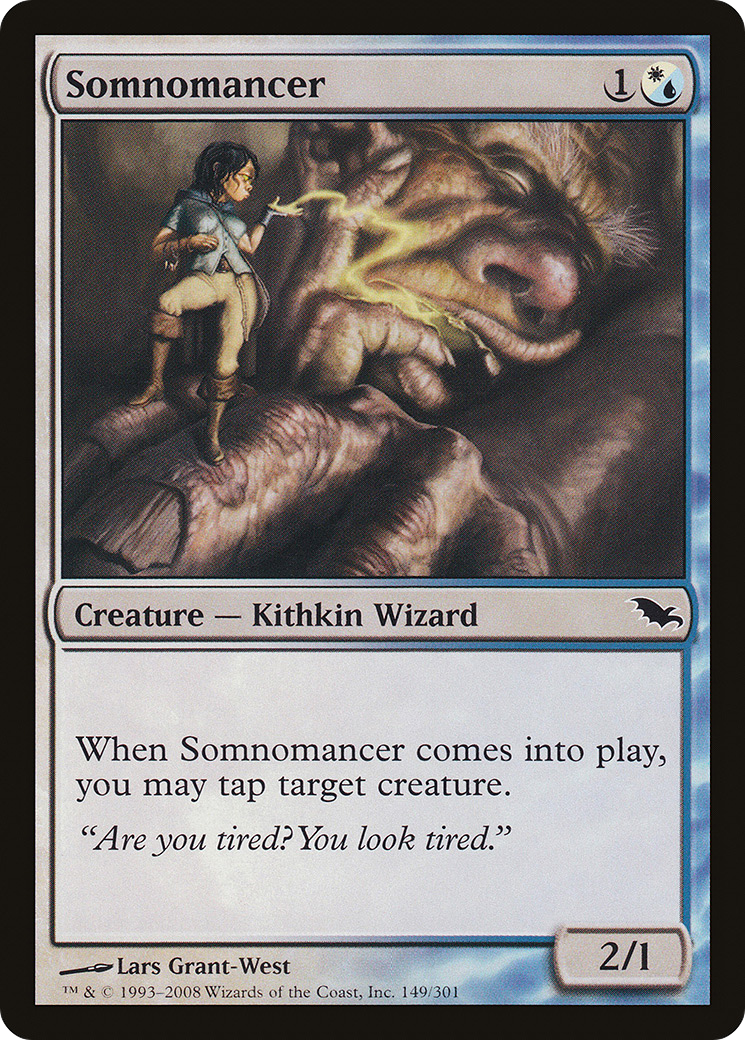 Somnomancer 1
Creature — Kithkin Wizard
When Somnomancer comes into play,
you may tap target creature.
“Are you tired? You look tired.”
2/1
Lars Grant-West
™ & © 1993–2008 Wizards of the Coast, Inc. 149/301